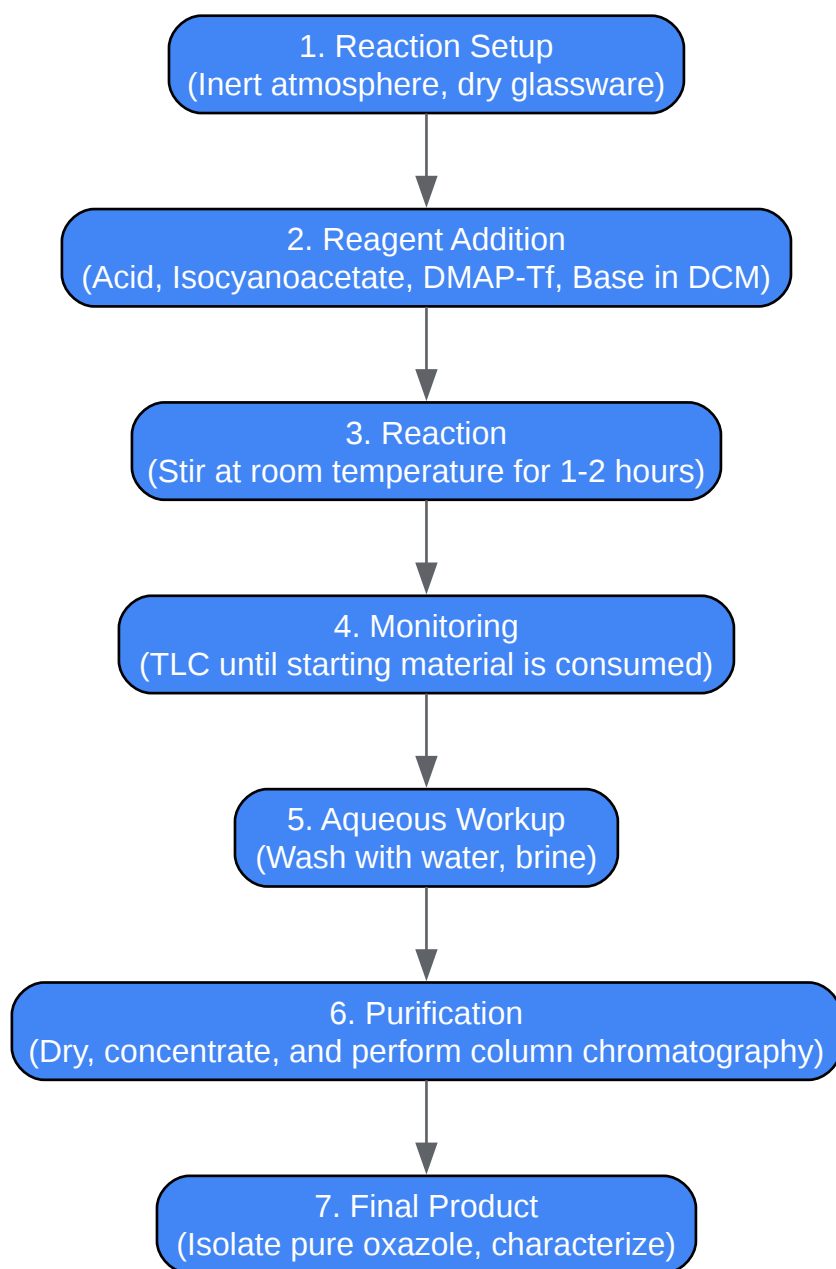 1. Reaction Setup
(Inert atmosphere, dry glassware)
2. Reagent Addition
(Acid, Isocyanoacetate, DMAP-Tf, Base in DCM)
3. Reaction
(Stir at room temperature for 1-2 hours)
4. Monitoring
(TLC until starting material is consumed)
5. Aqueous Workup
(Wash with water, brine)
6. Purification
(Dry, concentrate, and perform column chromatography)
7. Final Product
(Isolate pure oxazole, characterize)